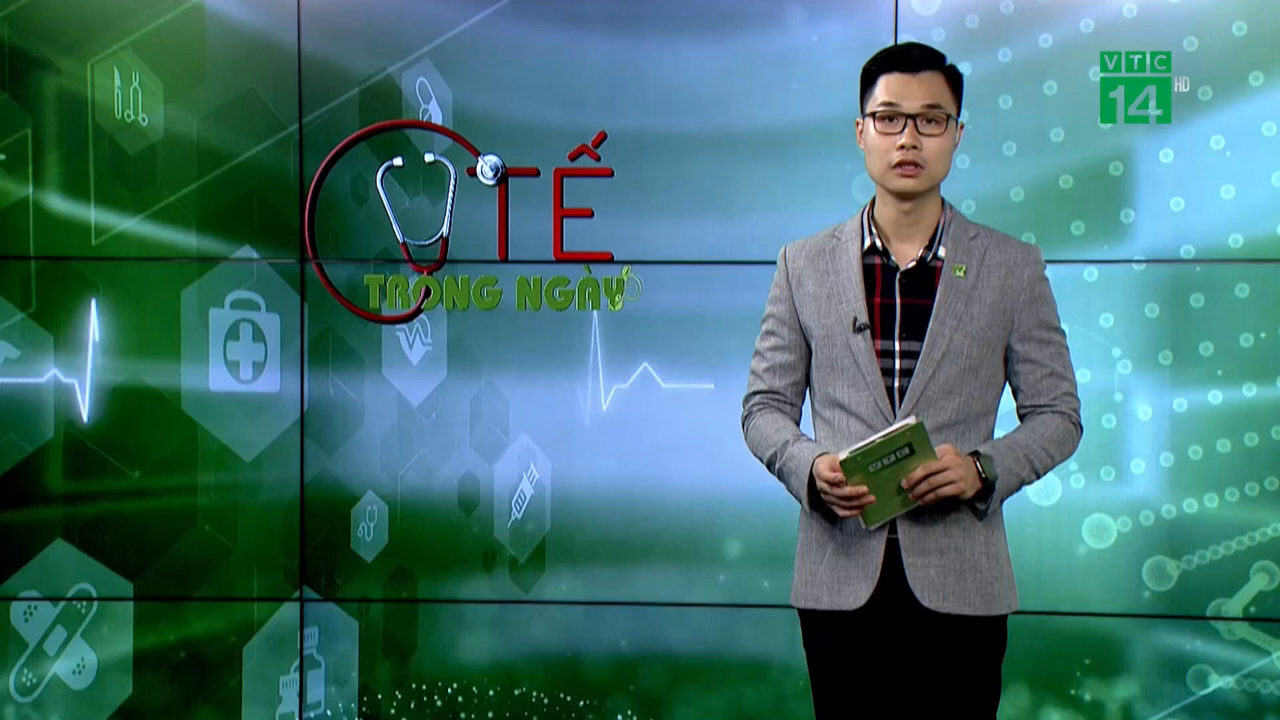 VTC
14
HD
Y TẾ
TRONG NGÀY